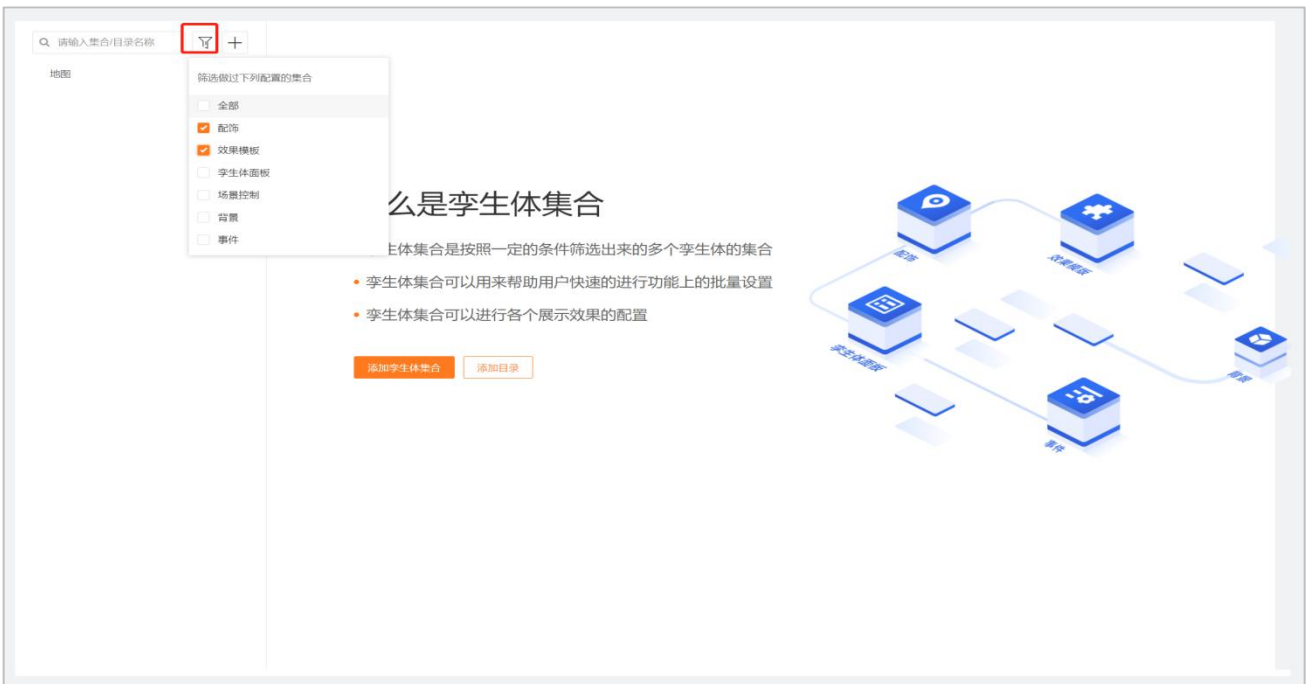 请输入集合/目录名称
地图
筛选做过下列配置的集合
全部
配饰
效果模板
孪生体面板
场景控制
背景
事件
么是孪生体集合
生体集合是按照一定的条件筛选出来的多个孪生体的集合
孪生体集合可以用来帮助用户快速的进行功能上的批量设置
孪生体集合可以进行各个展示效果的配置
添加孪生体集合 添加目录
配饰
效果模板
孪生体面板
背景
事件